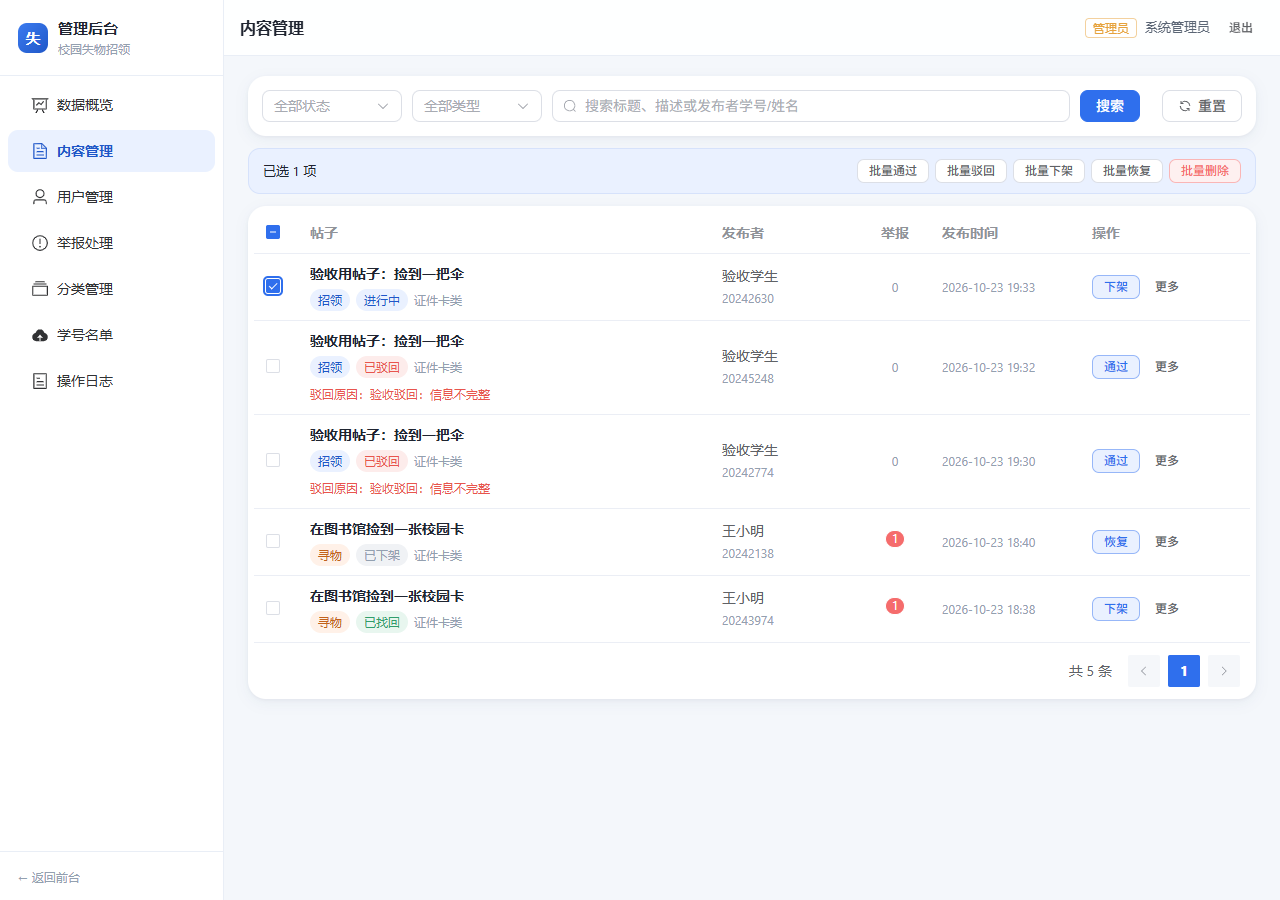 失
管理后台
校园失物招领
数据概览
内容管理
用户管理
举报处理
分类管理
学号名单
操作日志
← 返回前台
内容管理
管理员 系统管理员 退出
全部状态 全部类型 搜索标题、描述或发布者学号/姓名 搜索 重置
已选 1 项 批量通过 批量驳回 批量下架 批量恢复 批量删除
帖子 发布者 举报 发布时间 操作
验收用帖子：捡到一把伞
招领 进行中 证件卡类
验收学生
20242630
0 2026-10-23 19:33 下架 更多
验收用帖子：捡到一把伞
招领 已驳回 证件卡类
驳回原因：验收驳回：信息不完整
验收学生
20245248
0 2026-10-23 19:32 通过 更多
验收用帖子：捡到一把伞
招领 已驳回 证件卡类
驳回原因：验收驳回：信息不完整
验收学生
20242774
0 2026-10-23 19:30 通过 更多
在图书馆捡到一张校园卡
寻物 已下架 证件卡类
王小明
20242138
1 2026-10-23 18:40 恢复 更多
在图书馆捡到一张校园卡
寻物 已找回 证件卡类
王小明
20243974
1 2026-10-23 18:38 下架 更多
共 5 条 1